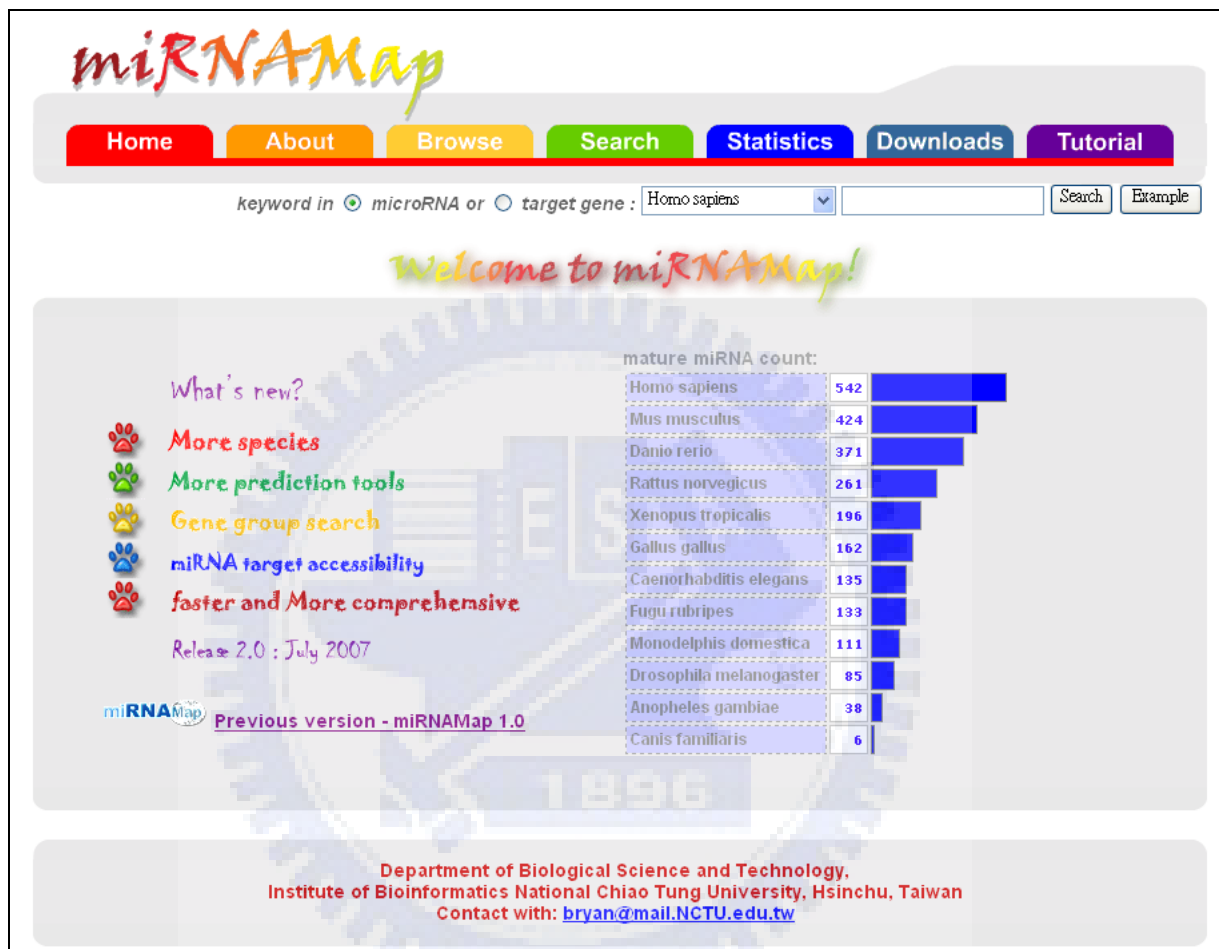 miRNAMap
Home About Browse Search Statistics Downloads Tutorial
keyword in microRNA or target gene : Homo sapiens Search Example
Welcome to miRNAMap!
What's new?
More species
More prediction tools
Gene group search
miRNA target accessibility
faster and More comprehemsive
Release 2.0 : July 2007
miRNAMap Previous version - miRNAMap 1.0
mature miRNA count:
Homo sapiens 542
Mus musculus 424
Danio rerio 371
Rattus norvegicus 261
Xenopus tropicalis 196
Gallus gallus 162
Caenorhabditis elegans 135
Fugu rubripes 133
Monodelphis domestica 111
Drosophila melanogaster 85
Anopheles gambiae 38
Canis familiaris 6
ES
1896
Department of Biological Science and Technology,
Institute of Bioinformatics National Chiao Tung University, Hsinchu, Taiwan
Contact with: bryan@mail.NCTU.edu.tw